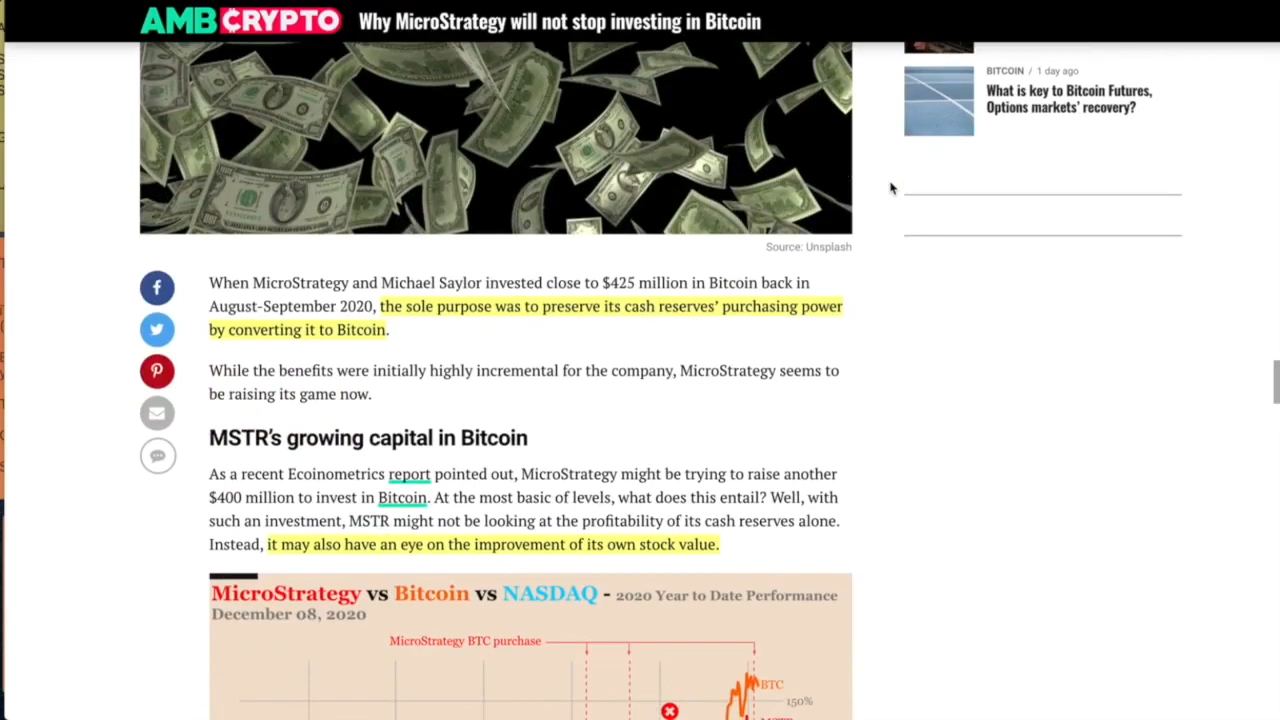 AMBCRYPTO Why MicroStrategy will not stop investing in Bitcoin
BITCOIN / 1 day ago
What is key to Bitcoin Futures,
Options markets' recovery?
Source: Unsplash
When MicroStrategy and Michael Saylor invested close to $425 million in Bitcoin back in
August-September 2020, the sole purpose was to preserve its cash reserves' purchasing power
by converting it to Bitcoin.
While the benefits were initially highly incremental for the company, MicroStrategy seems to
be raising its game now.
MSTR's growing capital in Bitcoin
As a recent Ecoinometrics report pointed out, MicroStrategy might be trying to raise another
$400 million to invest in Bitcoin. At the most basic of levels, what does this entail? Well, with
such an investment, MSTR might not be looking at the profitability of its cash reserves alone.
Instead, it may also have an eye on the improvement of its own stock value.
MicroStrategy vs Bitcoin vs NASDAQ - 2020 Year to Date Performance
December 08, 2020
MicroStrategy BTC purchase
BTC
150%